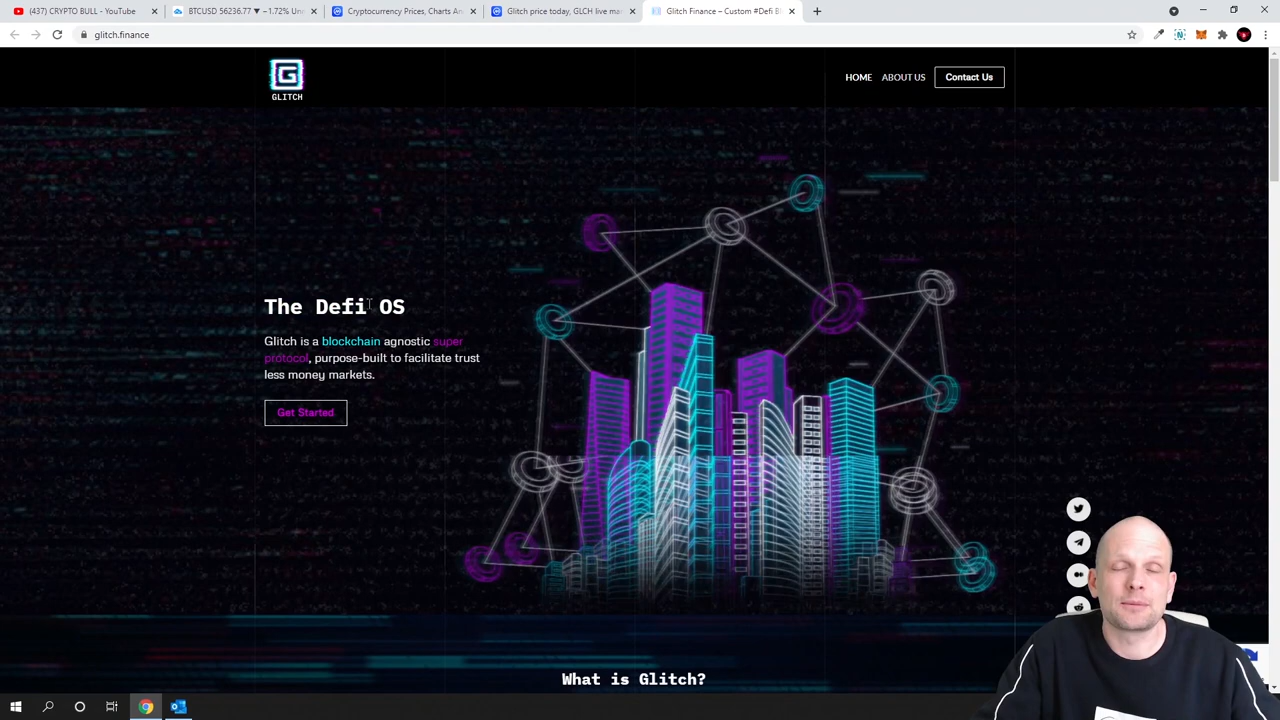 (437) CRYPTO BULL - YouTube
BTCUSD 56236.77 ▼ −1.72% Un
Cryptocurrency Prices, Charts An
Glitch price today, GLCH live ma
Glitch Finance – Custom #Defi Bl
glitch.finance
GLITCH
HOME
ABOUT US
Contact Us
The Defi OS
Glitch is a blockchain agnostic super
protocol, purpose-built to facilitate trust
less money markets.
Get Started
What is Glitch?